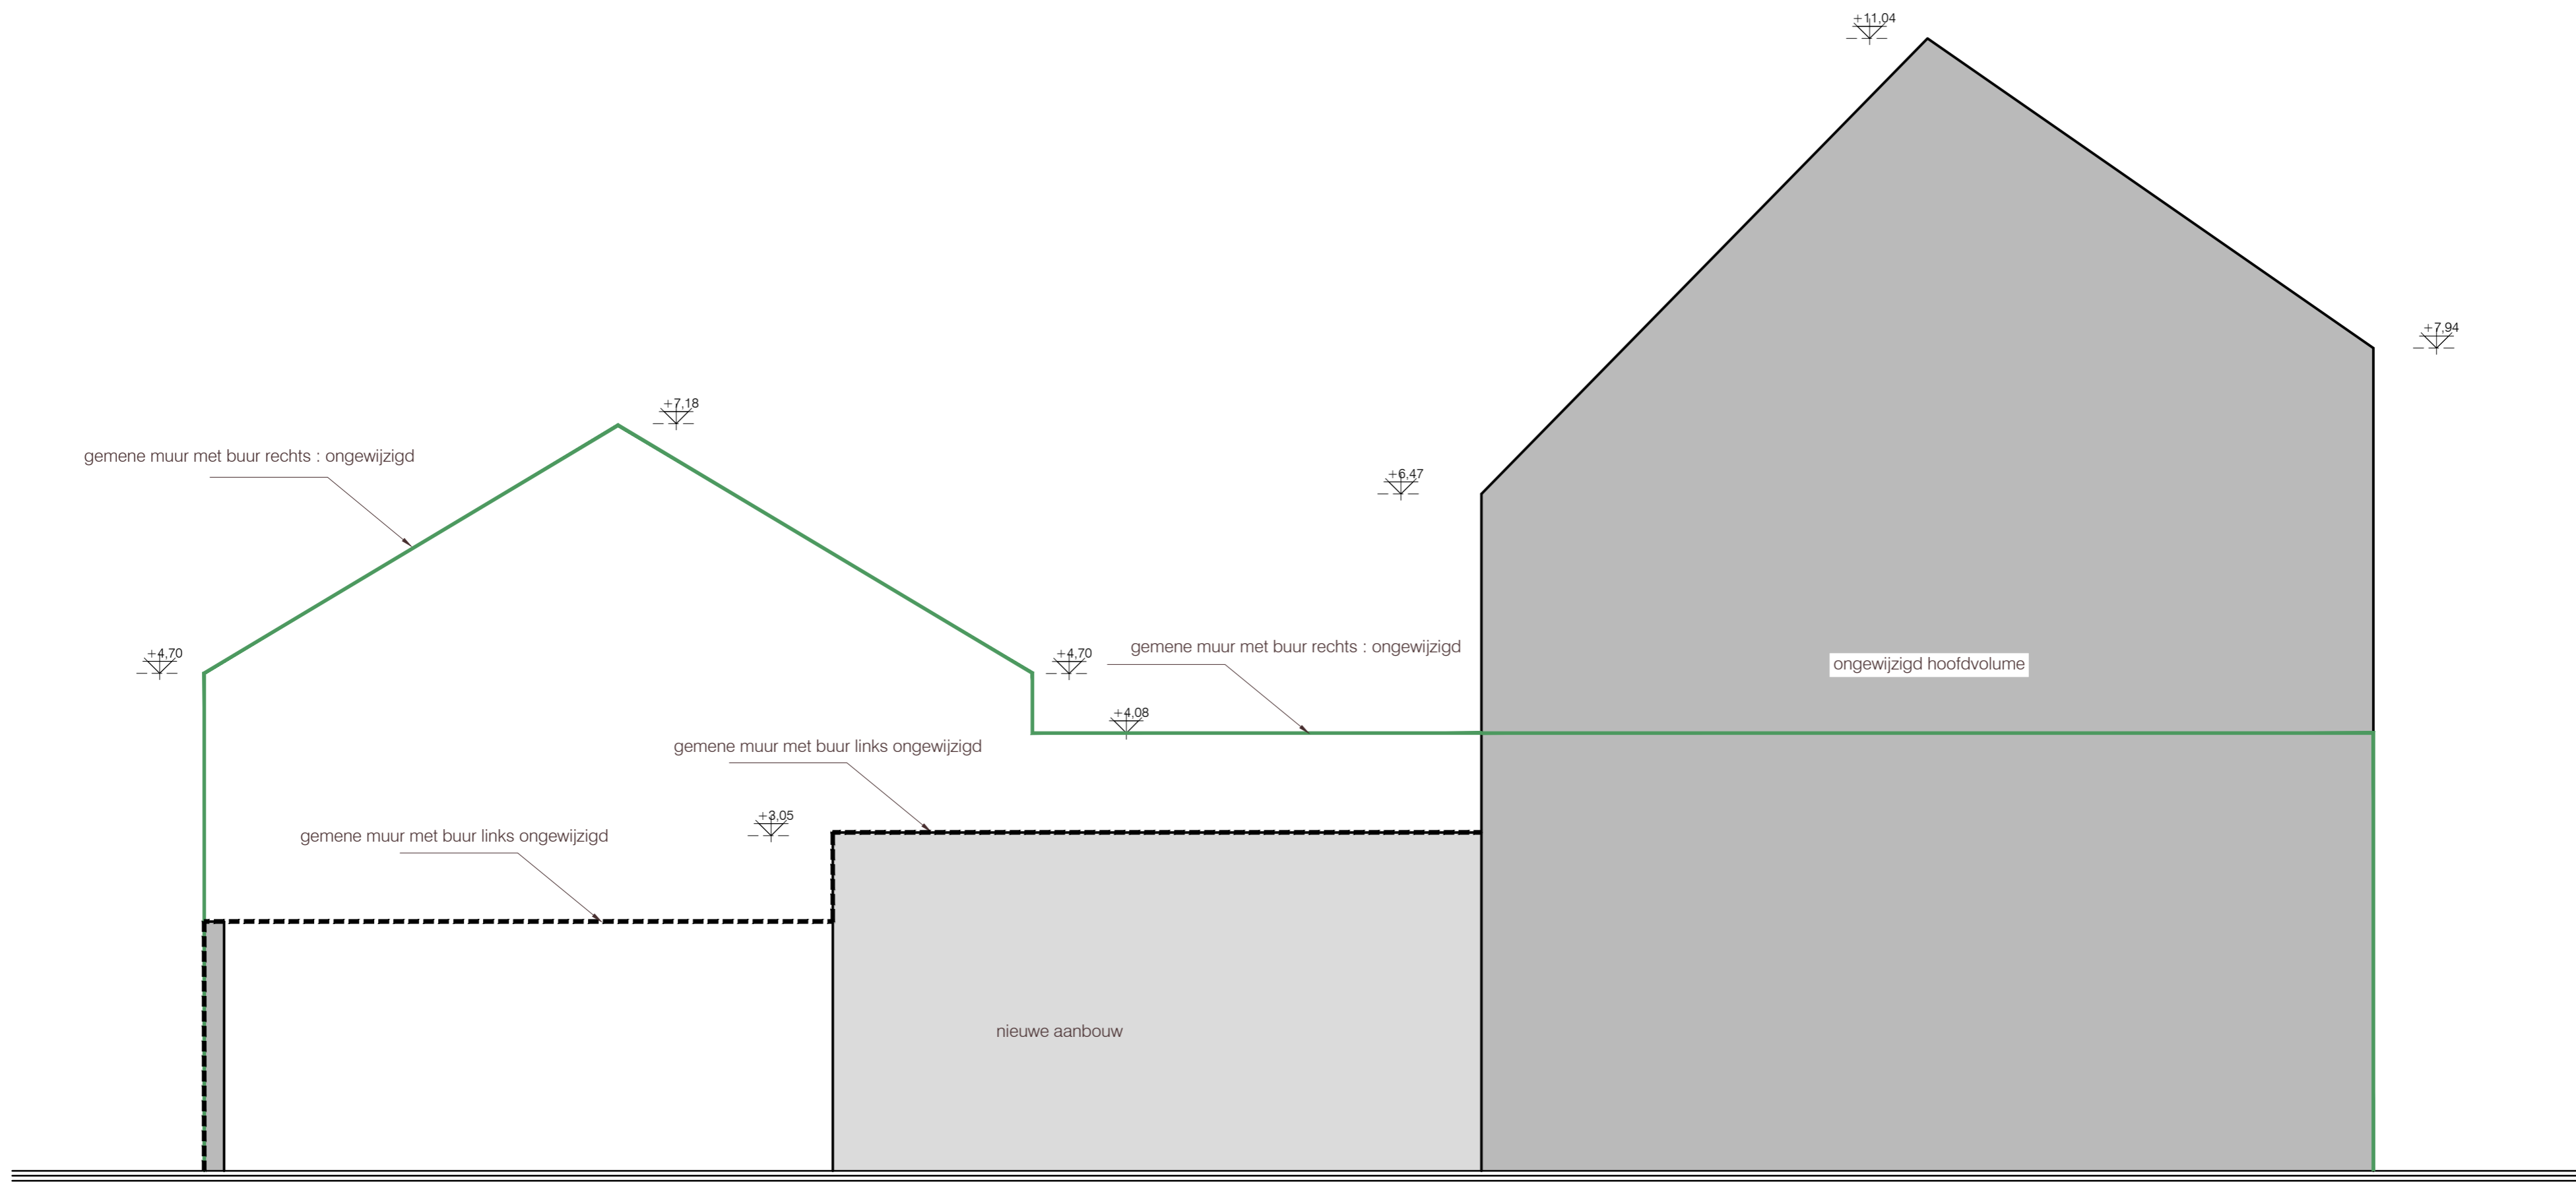 +11,04
+7,94
+7,18
gemene muur met buur rechts : ongewijzigd
+6,47
+4,70
+4,70
gemene muur met buur rechts : ongewijzigd
ongewijzigd hoofdvolume
+4,08
gemene muur met buur links ongewijzigd
+3,05
gemene muur met buur links ongewijzigd
nieuwe aanbouw